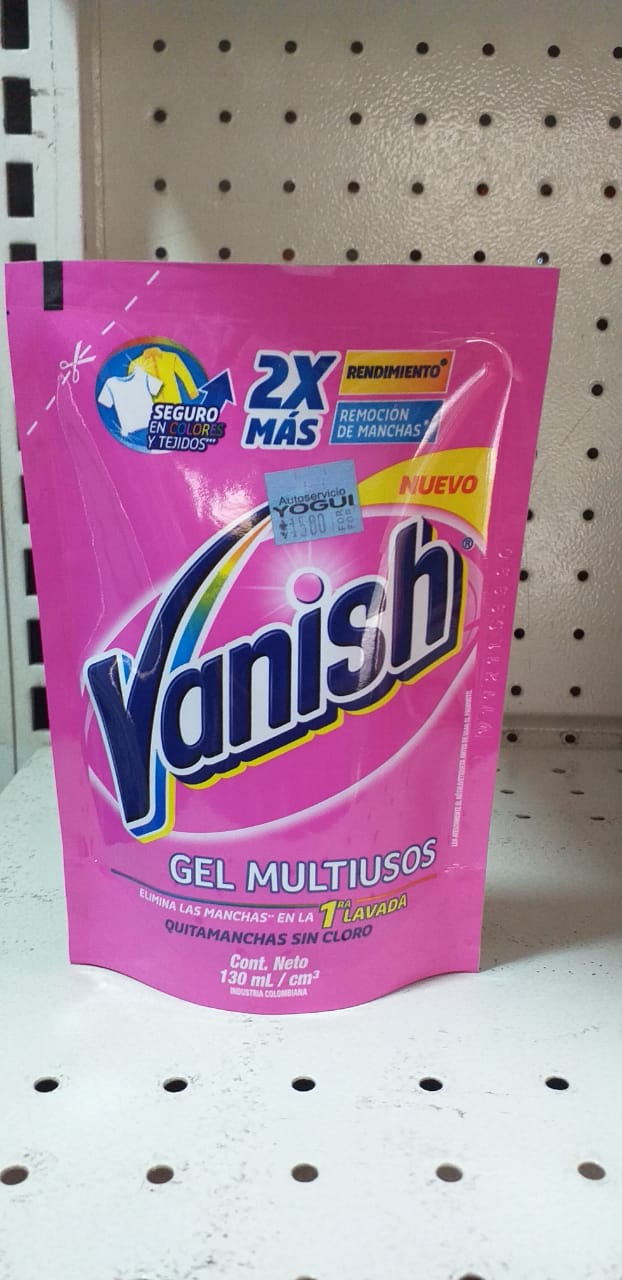 SEGURO
EN COLORES
Y TEJIDOS***
2X
MÁS
RENDIMIENTO*
REMOCIÓN
DE MANCHAS*
NUEVO
Autoservicio
YOGUI
1500
Vanish®
GEL MULTIUSOS
ELIMINA LAS MANCHAS** EN LA 1RA LAVADA
QUITAMANCHAS SIN CLORO
Cont. Neto
130 mL / cm³
INDUSTRIA COLOMBIANA